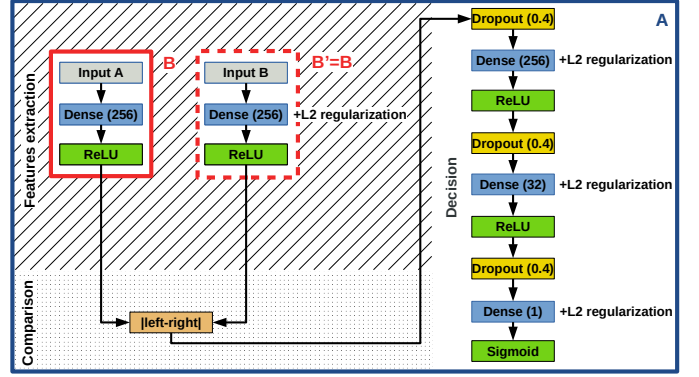 Features extraction
B
Input A
Dense (256)
ReLU
B'=B
Input B
Dense (256)
+L2 regularization
ReLU
Comparison
|left-right|
A
Decision
Dropout (0.4)
Dense (256)
+L2 regularization
ReLU
Dropout (0.4)
Dense (32)
+L2 regularization
ReLU
Dropout (0.4)
Dense (1)
+L2 regularization
Sigmoid